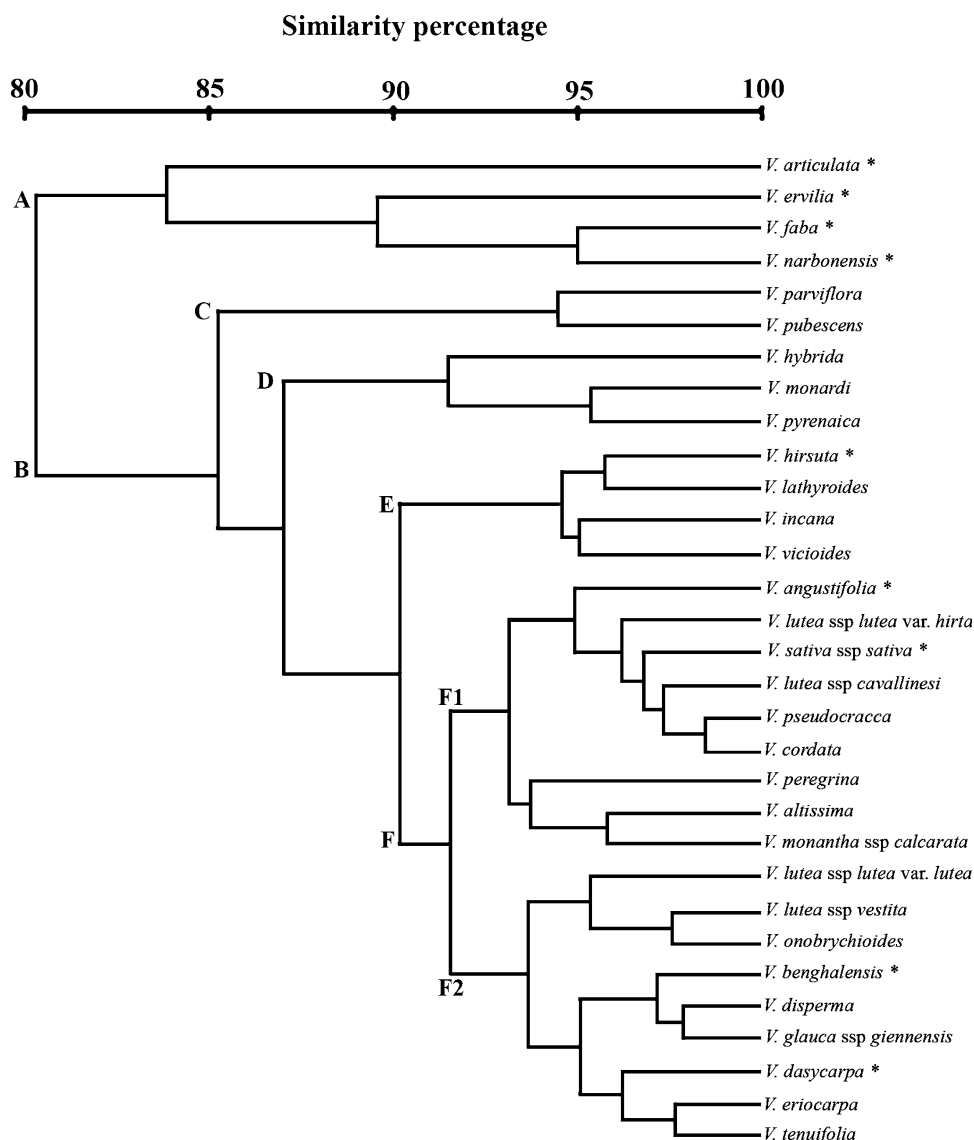 Similarity percentage
80 85 90 95 100
V. articulata *
A
V. ervilia *
V. faba *
V. narbonensis *
V. parviflora
C
V. pubescens
V. hybrida
D
V. monardi
V. pyrenaica
V. hirsuta *
B
V. lathyroides
E
V. incana
V. vicioides
V. angustifolia *
V. lutea ssp lutea var. hirta
V. sativa ssp sativa *
V. lutea ssp cavallinesi
F1
V. pseudocracca
V. cordata
V. peregrina
V. altissima
F
V. monantha ssp calcarata
V. lutea ssp lutea var. lutea
V. lutea ssp vestita
V. onobrychioides
V. benghalensis *
F2
V. disperma
V. glauca ssp giennensis
V. dasycarpa *
V. eriocarpa
V. tenuifolia